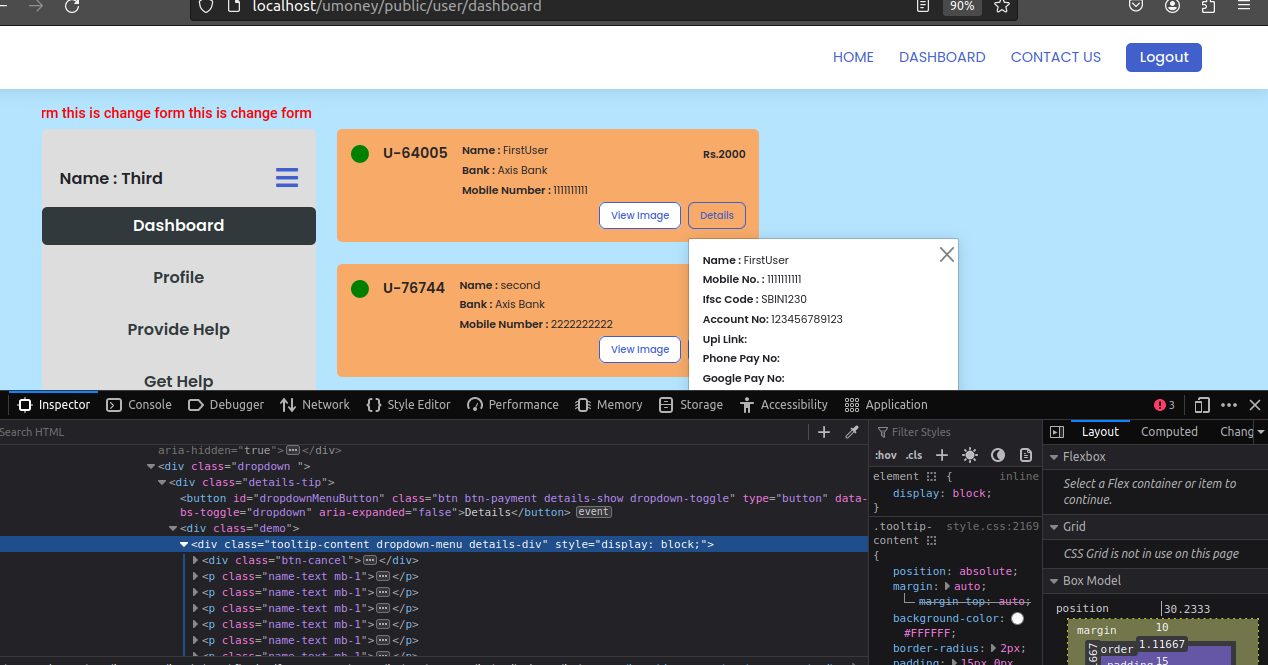 localhost/umoney/public/user/dashboard
90%
HOME
DASHBOARD
CONTACT US
Logout
rm this is change form this is change form
Name : Third
Dashboard
Profile
Provide Help
Get Help
U-64005
Name : FirstUser
Rs.2000
Bank : Axis Bank
Mobile Number : 1111111111
View Image
Details
U-76744
Name : second
Bank : Axis Bank
Mobile Number : 2222222222
View Image
Name : FirstUser
Mobile No. : 1111111111
Ifsc Code : SBIN1230
Account No: 123456789123
Upi Link:
Phone Pay No:
Google Pay No:
Inspector
Console
Debugger
Network
Style Editor
Performance
Memory
Storage
Accessibility
Application
3
Search HTML
aria-hidden="true"></div>
<div class="dropdown ">
<div class="details-tip">
<button id="dropdownMenuButton" class="btn btn-payment details-show dropdown-toggle" type="button" data-
bs-toggle="dropdown" aria-expanded="false">Details</button> event
<div class="demo">
<div class="tooltip-content dropdown-menu details-div" style="display: block;">
<div class="btn-cancel"></div>
<p class="name-text mb-1"></p>
<p class="name-text mb-1"></p>
<p class="name-text mb-1"></p>
<p class="name-text mb-1"></p>
<p class="name-text mb-1"></p>
Filter Styles
:hov .cls
element { inline
display: block;
}
.tooltip- style.css:2169
content
{
position: absolute;
margin: auto;
margin-top: auto;
background-color:
#FFFFFF;
border-radius: 2px;
padding: 15px 0px
Layout
Computed
Chang
Flexbox
Select a Flex container or item to
continue.
Grid
CSS Grid is not in use on this page
Box Model
position
30.2333
margin
10
border
1.11667
padding
15